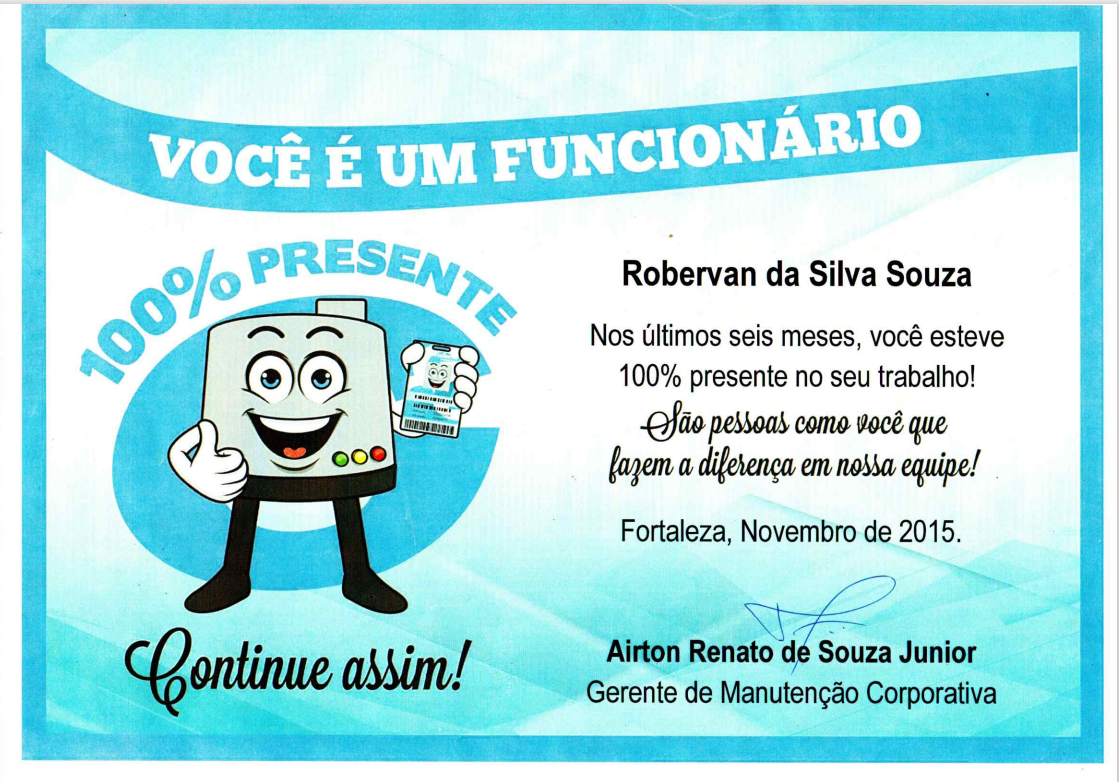 VOCÊ É UM FUNCIONÁRIO
100% PRESENTE
Robervan da Silva Souza
Nos últimos seis meses, você esteve
100% presente no seu trabalho!
São pessoas como você que
fazem a diferença em nossa equipe!
Fortaleza, Novembro de 2015.
Continue assim!
Airton Renato de Souza Junior
Gerente de Manutenção Corporativa